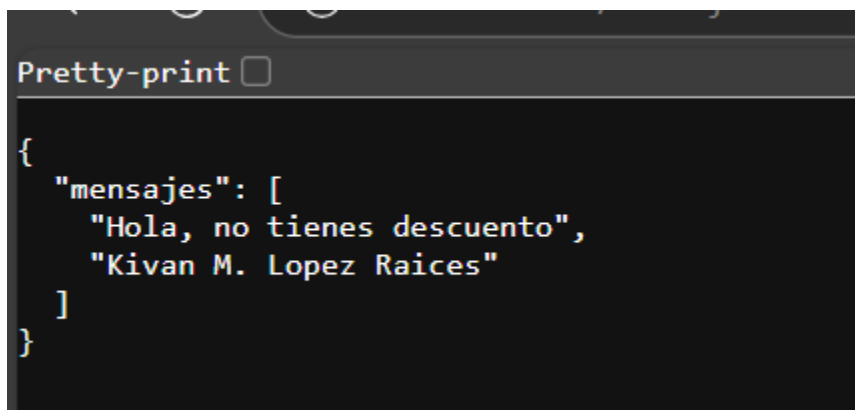 Pretty-print
{
"mensajes": [
"Hola, no tienes descuento",
"Kivan M. Lopez Raices"
]
}